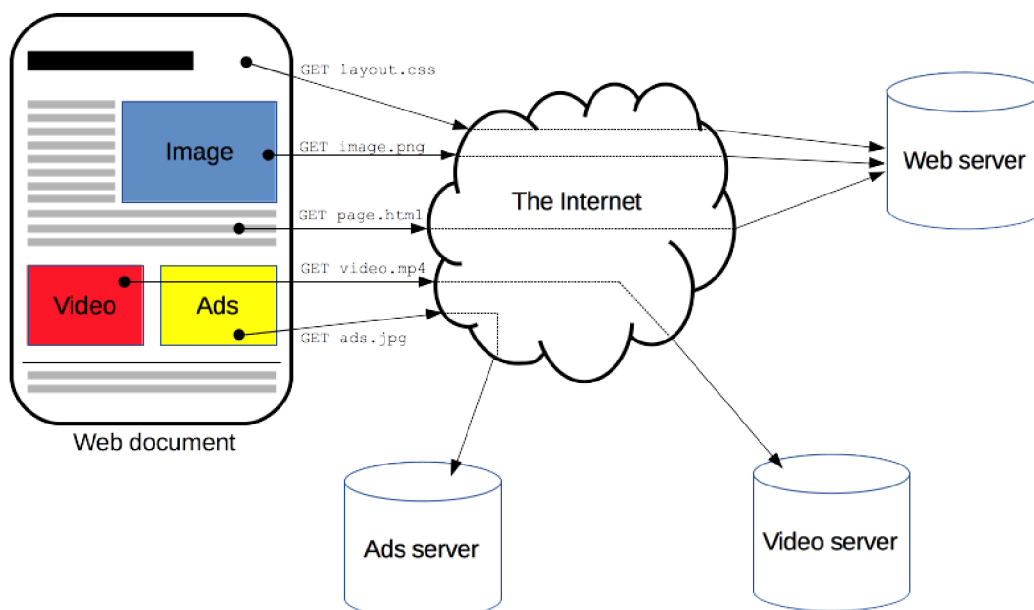 GET layout.css
Image
GET image.png
Web server
The Internet
GET page.html
Video
Ads
GET video.mp4
GET ads.jpg
Web document
Ads server
Video server